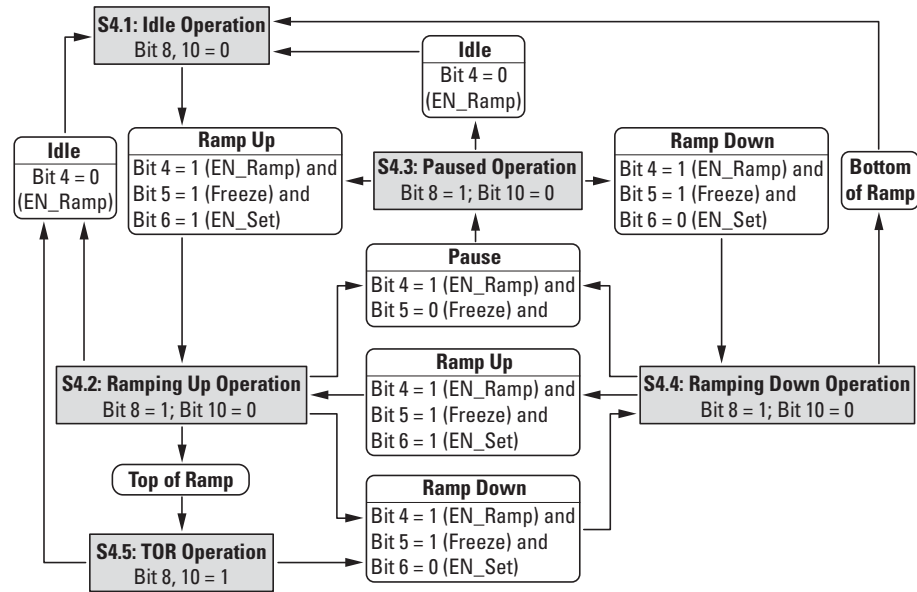 S4.1: Idle Operation
Bit 8, 10 = 0
Idle
Bit 4 = 0
(EN_Ramp)
Idle
Bit 4 = 0
(EN_Ramp)
Ramp Up
Bit 4 = 1 (EN_Ramp) and
Bit 5 = 1 (Freeze) and
Bit 6 = 1 (EN_Set)
S4.3: Paused Operation
Bit 8 = 1; Bit 10 = 0
Ramp Down
Bit 4 = 1 (EN_Ramp) and
Bit 5 = 1 (Freeze) and
Bit 6 = 0 (EN_Set)
Bottom
of Ramp
Pause
Bit 4 = 1 (EN_Ramp) and
Bit 5 = 0 (Freeze) and
S4.2: Ramping Up Operation
Bit 8 = 1; Bit 10 = 0
Ramp Up
Bit 4 = 1 (EN_Ramp) and
Bit 5 = 1 (Freeze) and
Bit 6 = 1 (EN_Set)
S4.4: Ramping Down Operation
Bit 8 = 1; Bit 10 = 0
Top of Ramp
Ramp Down
Bit 4 = 1 (EN_Ramp) and
Bit 5 = 1 (Freeze) and
Bit 6 = 0 (EN_Set)
S4.5: TOR Operation
Bit 8, 10 = 1